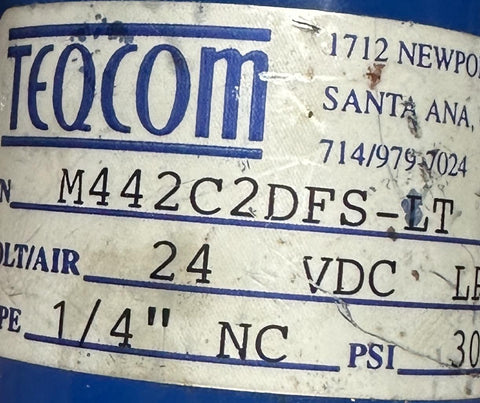 TEQCOM
1712 NEWPO
SANTA ANA,
714/979-7024
N M442C2DFS-LT
OLT/AIR 24 VDC
PE 1/4" NC PSI 30